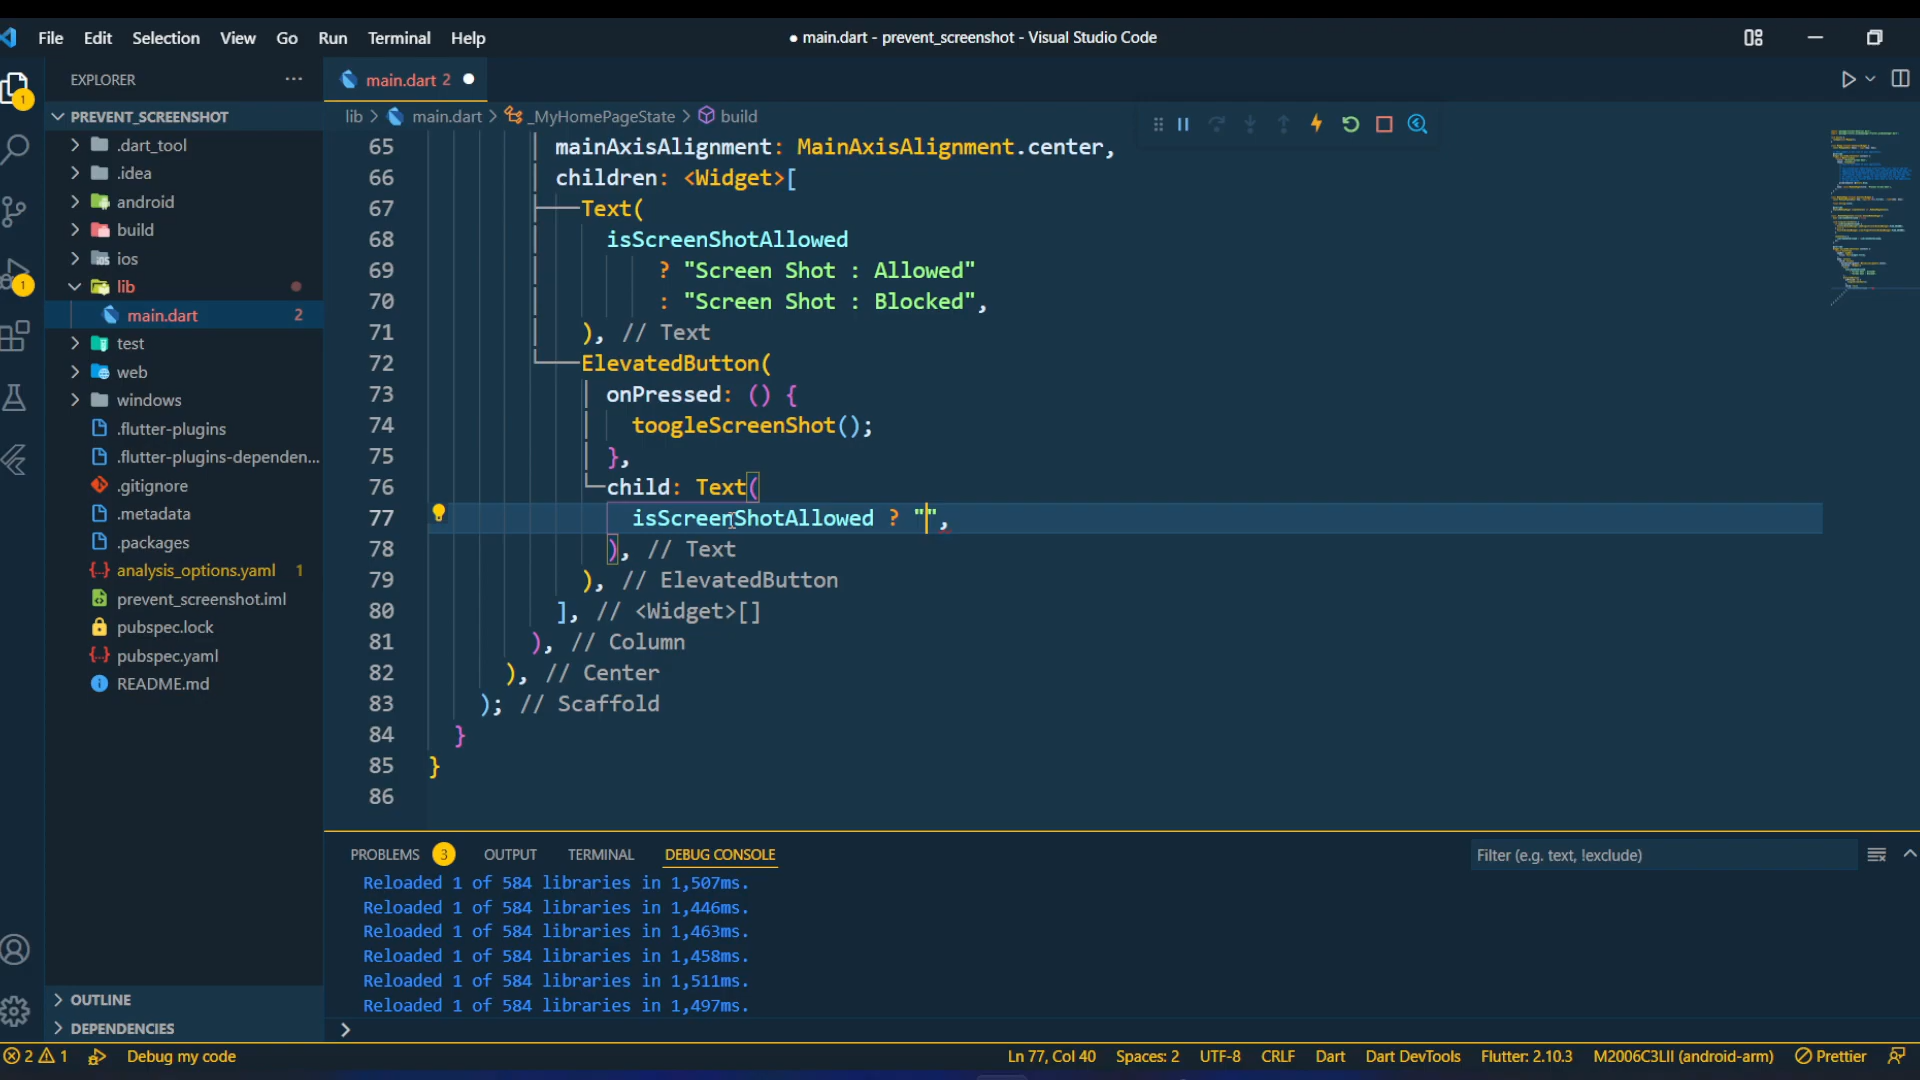 File Edit Selection View Go Run Terminal Help
● main.dart - prevent_screenshot - Visual Studio Code
EXPLORER ···
main.dart 2
PREVENT_SCREENSHOT
lib > main.dart > _MyHomePageState > build
.dart_tool
.idea
android
build
ios
lib
main.dart 2
test
web
windows
.flutter-plugins
.flutter-plugins-dependen...
.gitignore
.metadata
.packages
analysis_options.yaml 1
prevent_screenshot.iml
pubspec.lock
pubspec.yaml
README.md
OUTLINE
DEPENDENCIES
1
1
65 mainAxisAlignment: MainAxisAlignment.center,
66 children: <Widget>[
67 Text(
68 isScreenShotAllowed
69 ? "Screen Shot : Allowed"
70 : "Screen Shot : Blocked",
71 ), // Text
72 ElevatedButton(
73 onPressed: () {
74 toogleScreenShot();
75 },
76 child: Text(
77 isScreenShotAllowed ? "",
78 ), // Text
79 ), // ElevatedButton
80 ], // <Widget>[]
81 ), // Column
82 ), // Center
83 ); // Scaffold
84 }
85 }
86
PROBLEMS 3 OUTPUT TERMINAL DEBUG CONSOLE
Filter (e.g. text, !exclude)
Reloaded 1 of 584 libraries in 1,507ms.
Reloaded 1 of 584 libraries in 1,446ms.
Reloaded 1 of 584 libraries in 1,463ms.
Reloaded 1 of 584 libraries in 1,458ms.
Reloaded 1 of 584 libraries in 1,511ms.
Reloaded 1 of 584 libraries in 1,497ms.
2 1 Debug my code
Ln 77, Col 40 Spaces: 2 UTF-8 CRLF Dart Dart DevTools Flutter: 2.10.3 M2006C3LII (android-arm) Prettier